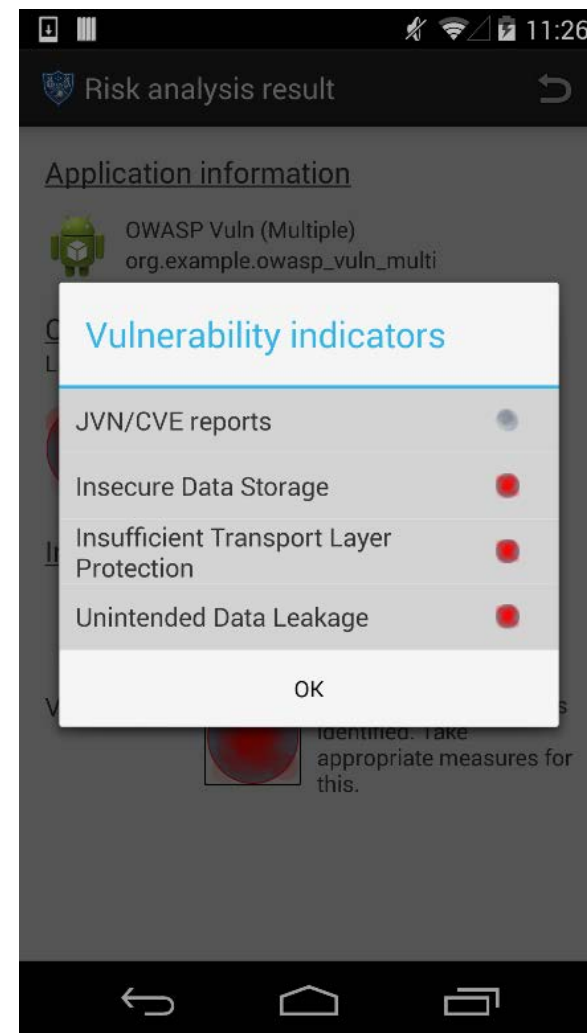 11:26
Risk analysis result
Application information
OWASP Vuln (Multiple)
org.example.owasp_vuln_multi
Vulnerability indicators
JVN/CVE reports
Insecure Data Storage
Insufficient Transport Layer
Protection
Unintended Data Leakage
OK
identified. Take
appropriate measures for
this.